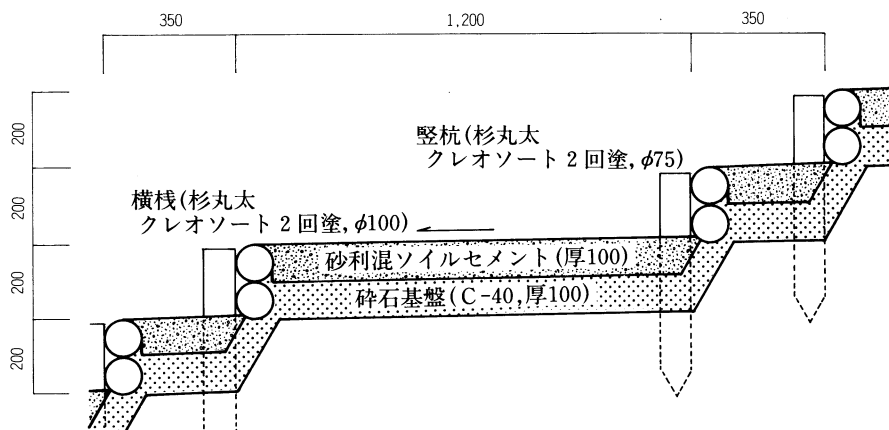 350
1,200
350
200
200
200
200
竪杭(杉丸太
クレオソート2回塗,φ75)
横桟(杉丸太
クレオソート2回塗,φ100)
砂利混ソイルセメント(厚100)
砕石基盤(C-40,厚100)